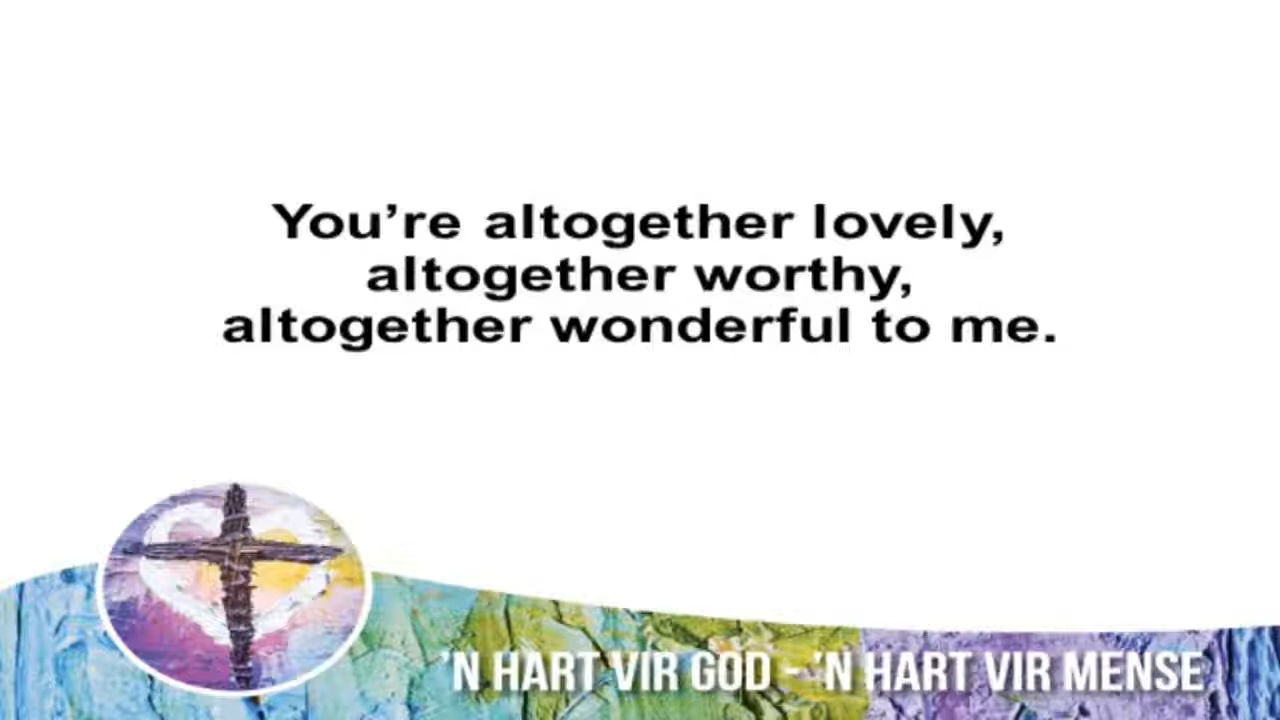 You’re altogether lovely,
altogether worthy,
altogether wonderful to me.
’N HART VIR GOD - ’N HART VIR MENSE